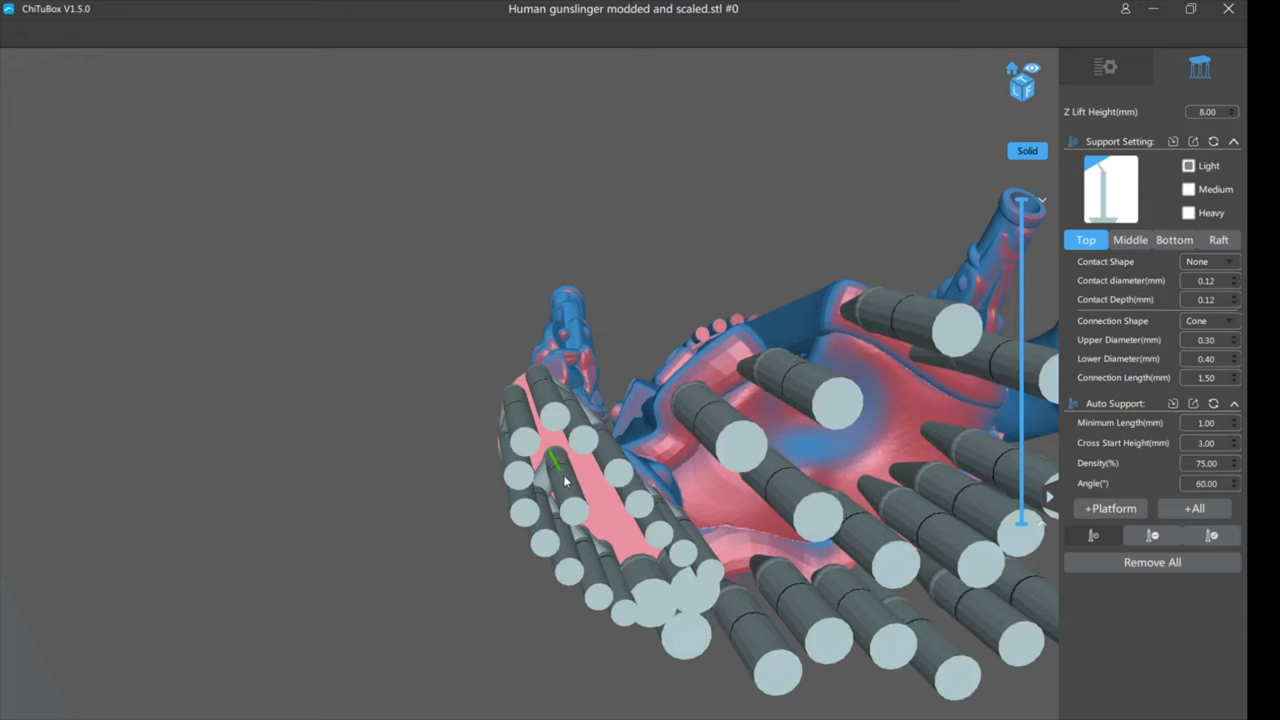 ChiTuBox V1.5.0
Human gunslinger modded and scaled.stl #0
T
L F
Solid
Z Lift Height(mm) 8.00
Support Setting:
Light
Medium
Heavy
Top Middle Bottom Raft
Contact Shape None
Contact diameter(mm) 0.12
Contact Depth(mm) 0.12
Connection Shape Cone
Upper Diameter(mm) 0.30
Lower Diameter(mm) 0.40
Connection Length(mm) 1.50
Auto Support:
Minimum Length(mm) 1.00
Cross Start Height(mm) 3.00
Density(%) 75.00
Angle(°) 60.00
+Platform +All
Remove All